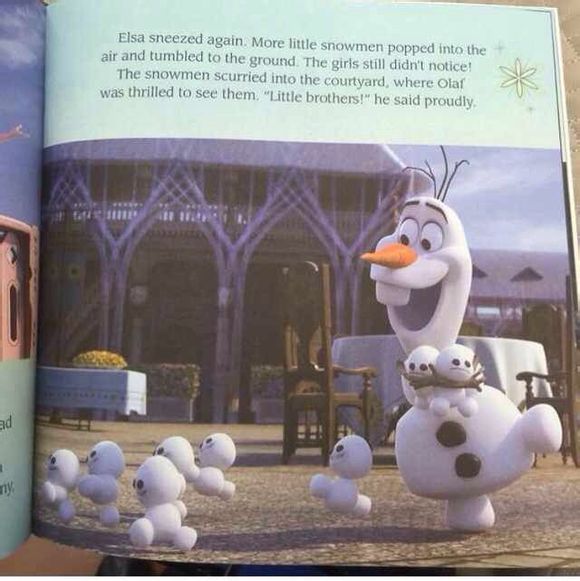 Elsa sneezed again. More little snowmen popped into the
air and tumbled to the ground. The girls still didn't notice!
The snowmen scurried into the courtyard, where Olaf
was thrilled to see them. "Little brothers!" he said proudly.